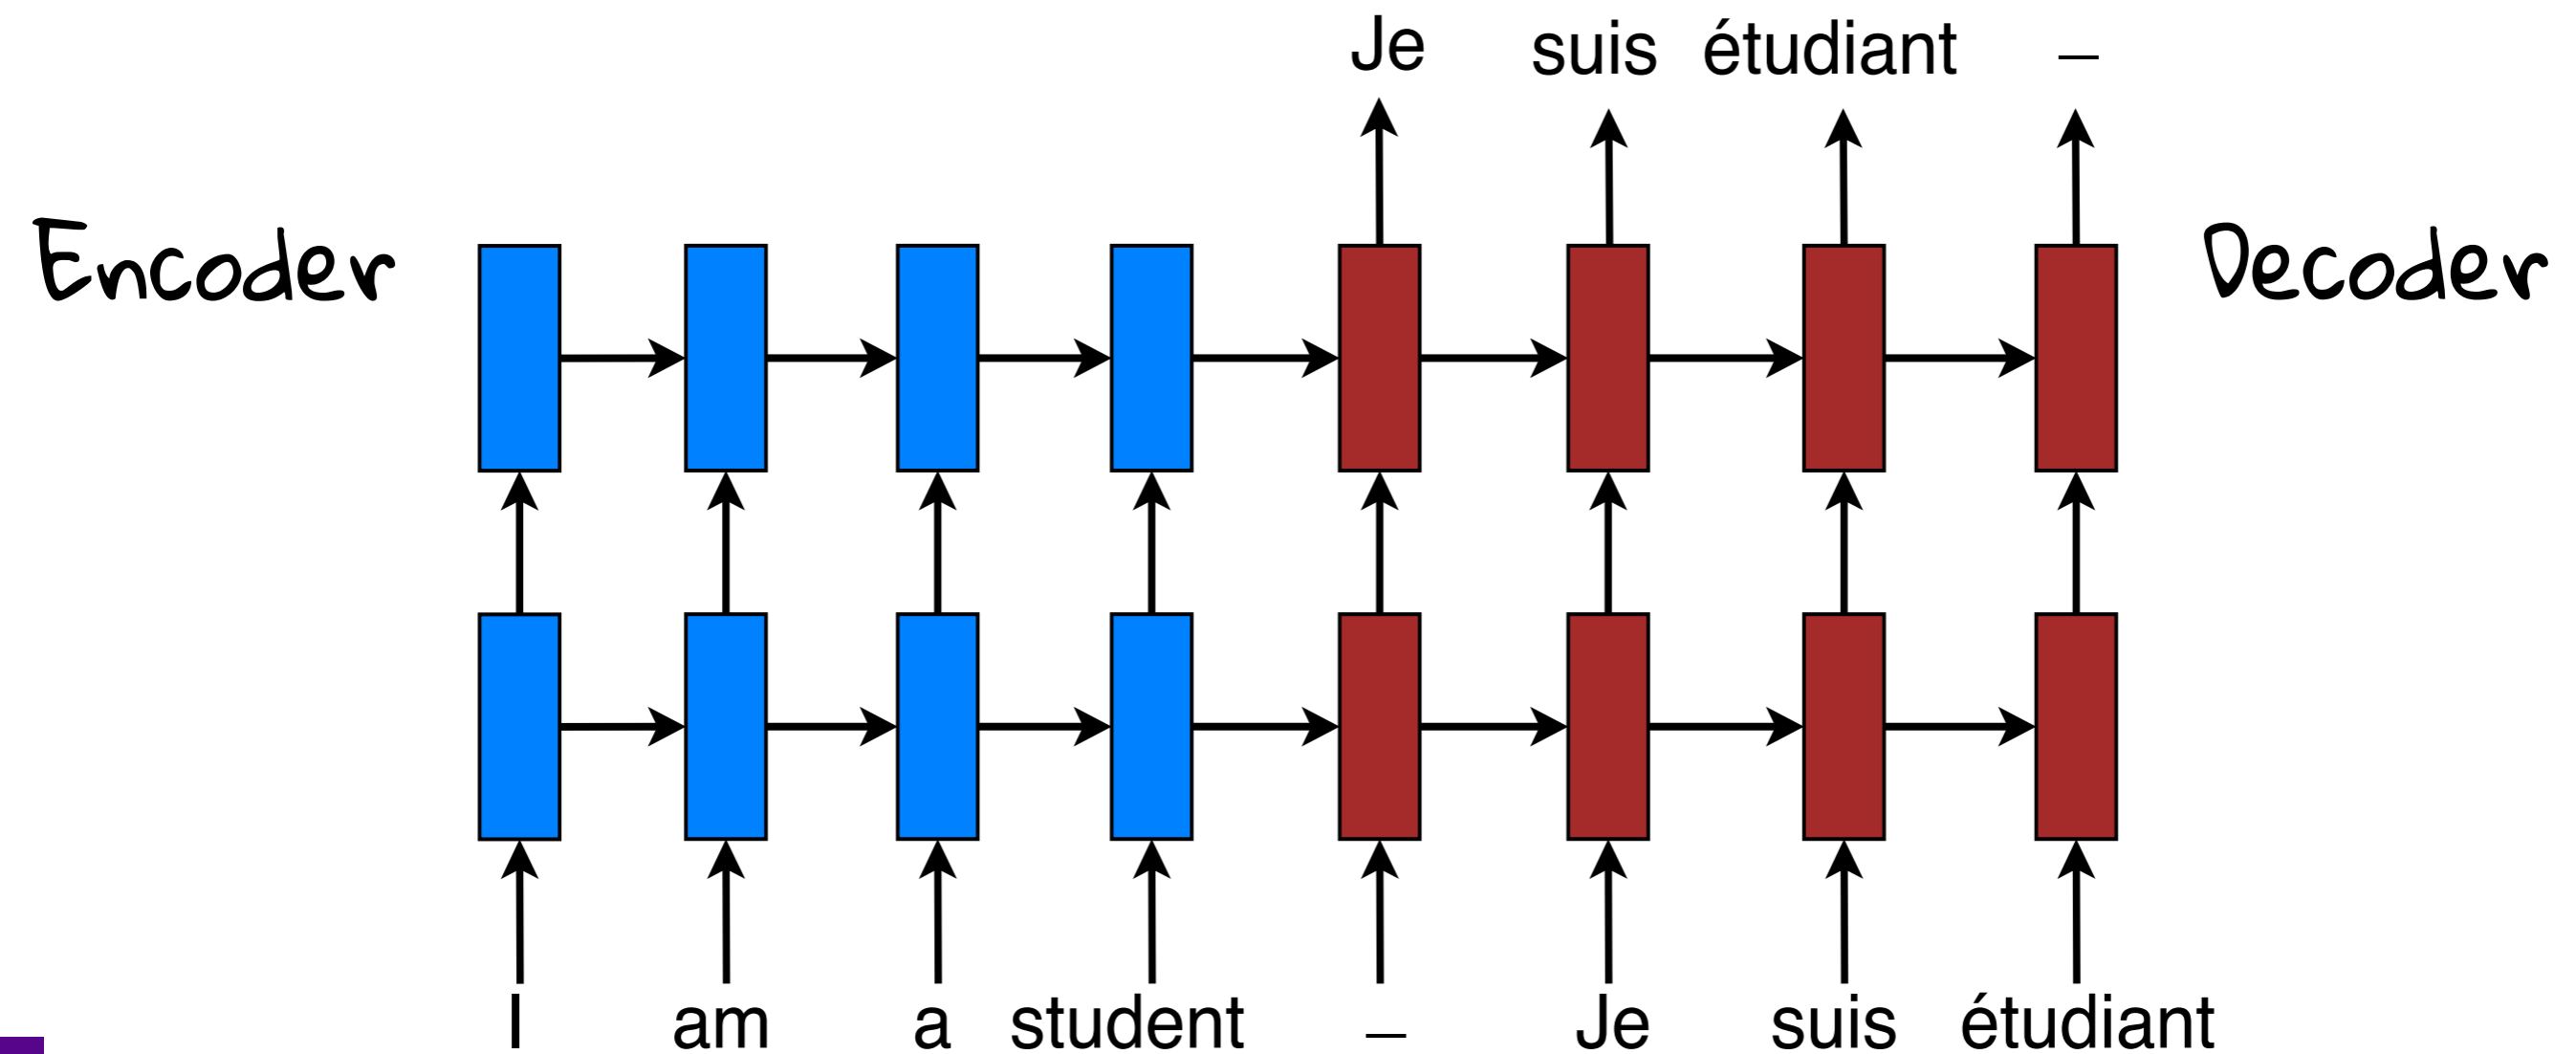 Je suis étudiant _
Encoder
Decoder
I am a student _ Je suis étudiant